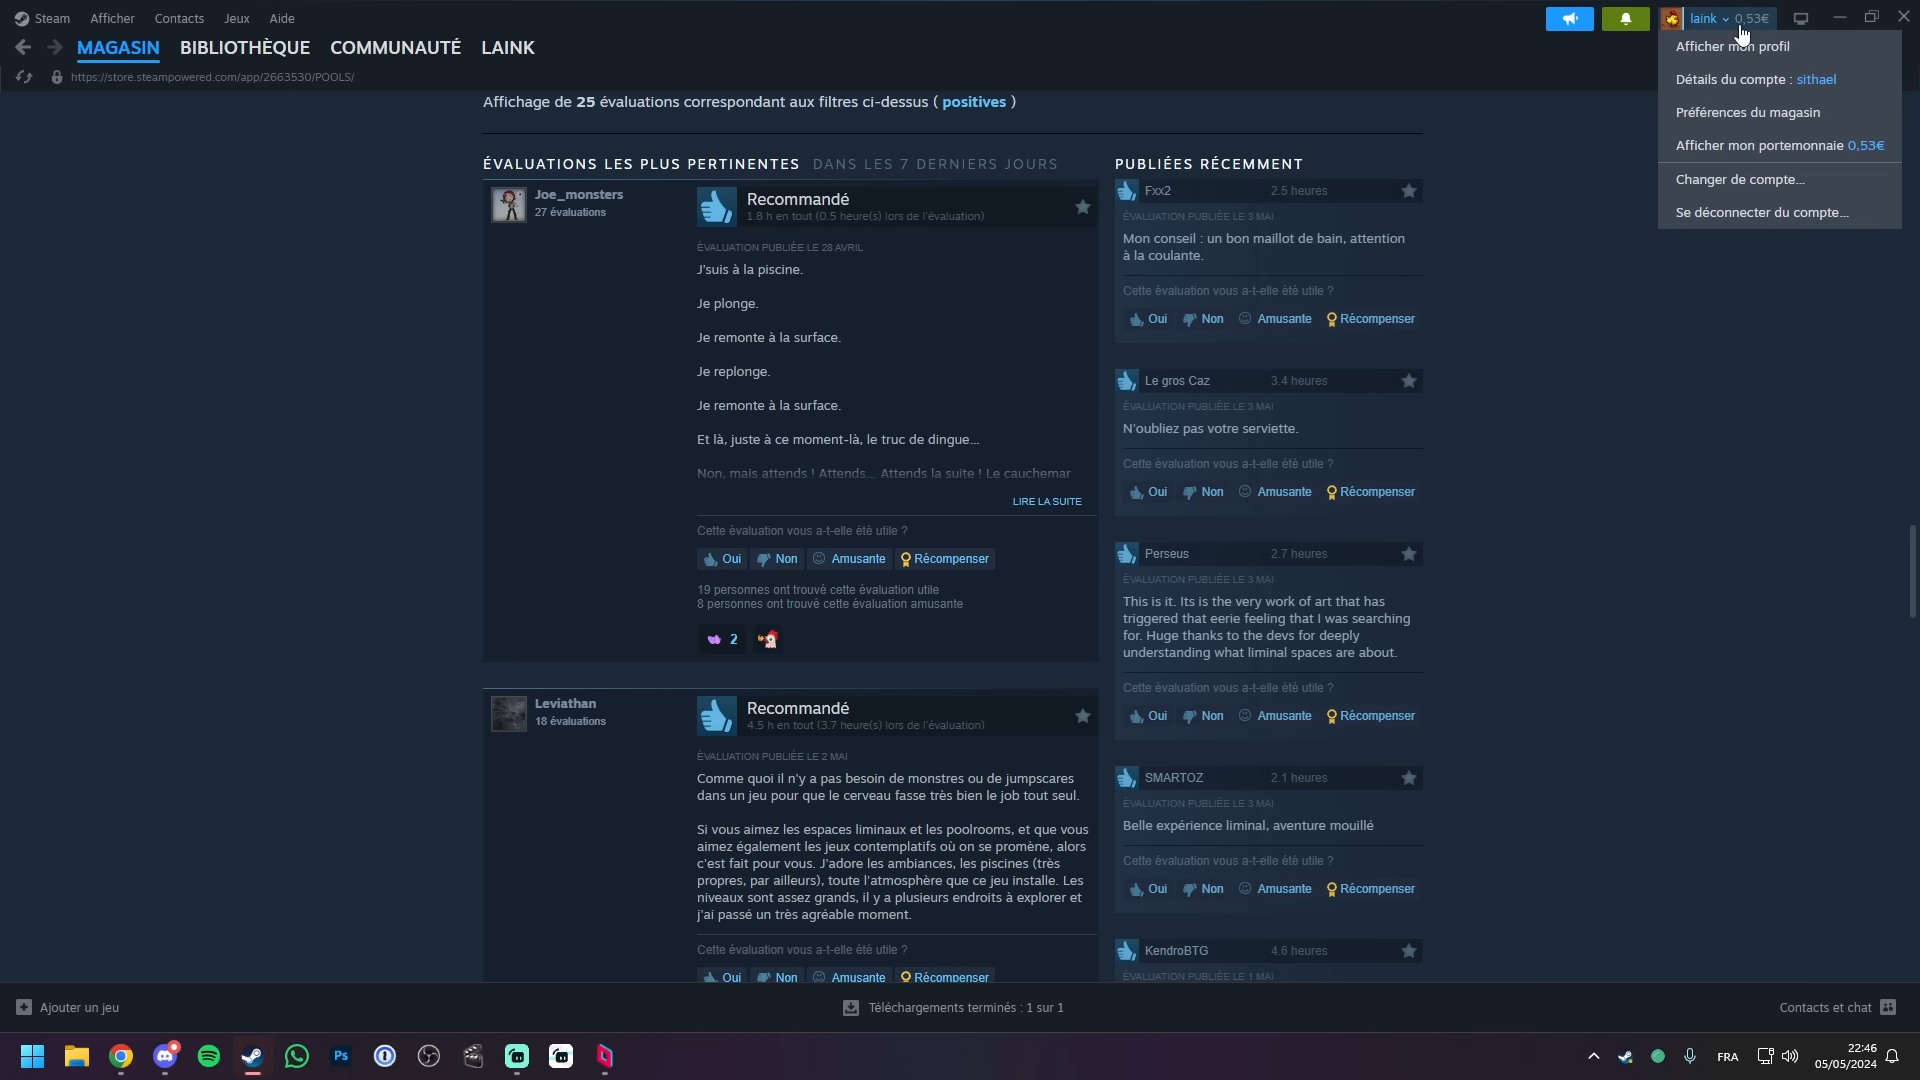 Steam
Afficher
Contacts
Jeux
Aide
laink
0,53€
MAGASIN
BIBLIOTHÈQUE
COMMUNAUTÉ
LAINK
https://store.steampowered.com/app/2663530/POOLS/
Afficher mon profil
Détails du compte : sithael
Préférences du magasin
Afficher mon portemonnaie 0,53€
Changer de compte...
Se déconnecter du compte...
Affichage de 25 évaluations correspondant aux filtres ci-dessus ( positives )
ÉVALUATIONS LES PLUS PERTINENTES DANS LES 7 DERNIERS JOURS
Joe_monsters
27 évaluations
Recommandé
1.8 h en tout (0.5 heure(s) lors de l'évaluation)
ÉVALUATION PUBLIÉE LE 28 AVRIL
J'suis à la piscine.
Je plonge.
Je remonte à la surface.
Je replonge.
Je remonte à la surface.
Et là, juste à ce moment-là, le truc de dingue...
Non, mais attends ! Attends... Attends la suite ! Le cauchemar
LIRE LA SUITE
Cette évaluation vous a-t-elle été utile ?
Oui Non Amusante Récompenser
19 personnes ont trouvé cette évaluation utile
8 personnes ont trouvé cette évaluation amusante
2
Leviathan
18 évaluations
Recommandé
4.5 h en tout (3.7 heure(s) lors de l'évaluation)
ÉVALUATION PUBLIÉE LE 2 MAI
Comme quoi il n'y a pas besoin de monstres ou de jumpscares
dans un jeu pour que le cerveau fasse très bien le job tout seul.
Si vous aimez les espaces liminaux et les poolrooms, et que vous
aimez également les jeux contemplatifs où on se promène, alors
c'est fait pour vous. J'adore les ambiances, les piscines (très
propres, par ailleurs), toute l'atmosphère que ce jeu installe. Les
niveaux sont assez grands, il y a plusieurs endroits à explorer et
j'ai passé un très agréable moment.
Cette évaluation vous a-t-elle été utile ?
Oui Non Amusante Récompenser
PUBLIÉES RÉCEMMENT
Fxx2 2.5 heures
ÉVALUATION PUBLIÉE LE 3 MAI
Mon conseil : un bon maillot de bain, attention
à la coulante.
Cette évaluation vous a-t-elle été utile ?
Oui Non Amusante Récompenser
Le gros Caz 3.4 heures
ÉVALUATION PUBLIÉE LE 3 MAI
N'oubliez pas votre serviette.
Cette évaluation vous a-t-elle été utile ?
Oui Non Amusante Récompenser
Perseus 2.7 heures
ÉVALUATION PUBLIÉE LE 3 MAI
This is it. Its is the very work of art that has
triggered that eerie feeling that I was searching
for. Huge thanks to the devs for deeply
understanding what liminal spaces are about.
Cette évaluation vous a-t-elle été utile ?
Oui Non Amusante Récompenser
SMARTOZ 2.1 heures
ÉVALUATION PUBLIÉE LE 3 MAI
Belle expérience liminal, aventure mouillé
Cette évaluation vous a-t-elle été utile ?
Oui Non Amusante Récompenser
KendroBTG 4.6 heures
ÉVALUATION PUBLIÉE LE 1 MAI
Ajouter un jeu
Téléchargements terminés : 1 sur 1
Contacts et chat
Ps
FRA
22:46
05/05/2024